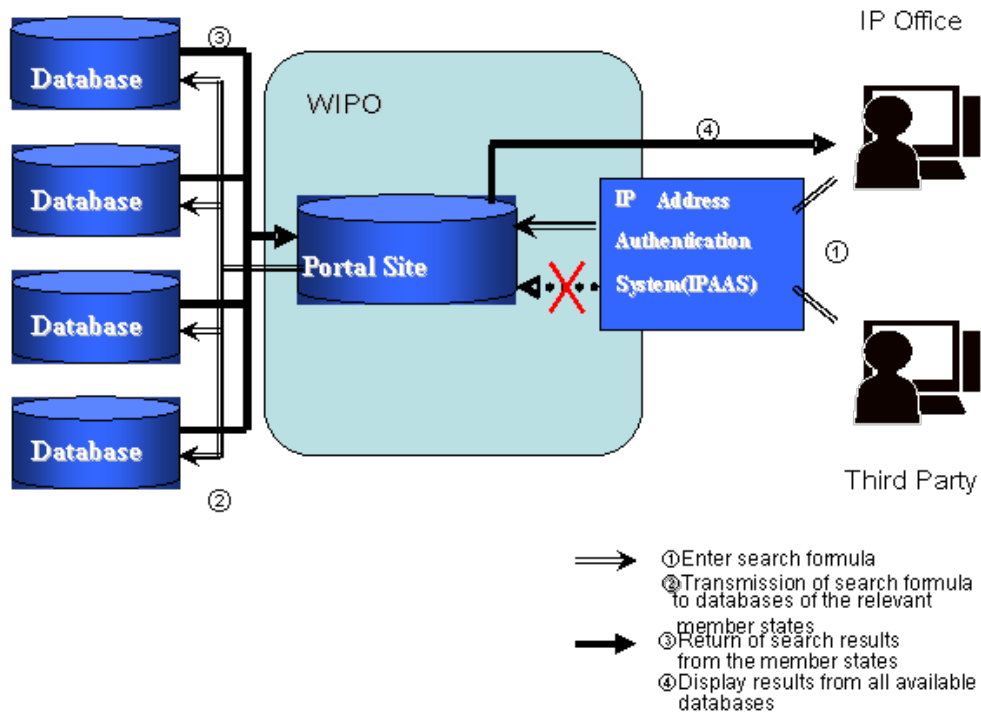 ③
IP Office
Database
WIPO
④
Database
IP Address
Authentication
System(IPAAS)
①
Portal Site
Database
Database
②
Third Party
①Enter search formula
②Transmission of search formula
to databases of the relevant
member states
③Return of search results
from the member states
④Display results from all available
databases